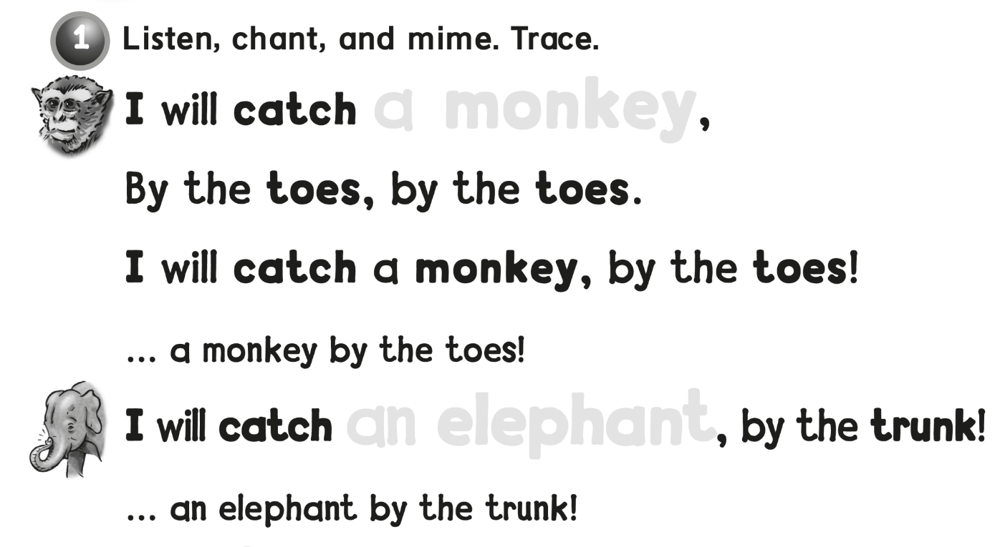 1 Listen, chant, and mime. Trace.
I will catch a monkey,
By the toes, by the toes.
I will catch a monkey, by the toes!
... a monkey by the toes!
I will catch an elephant, by the trunk!
... an elephant by the trunk!